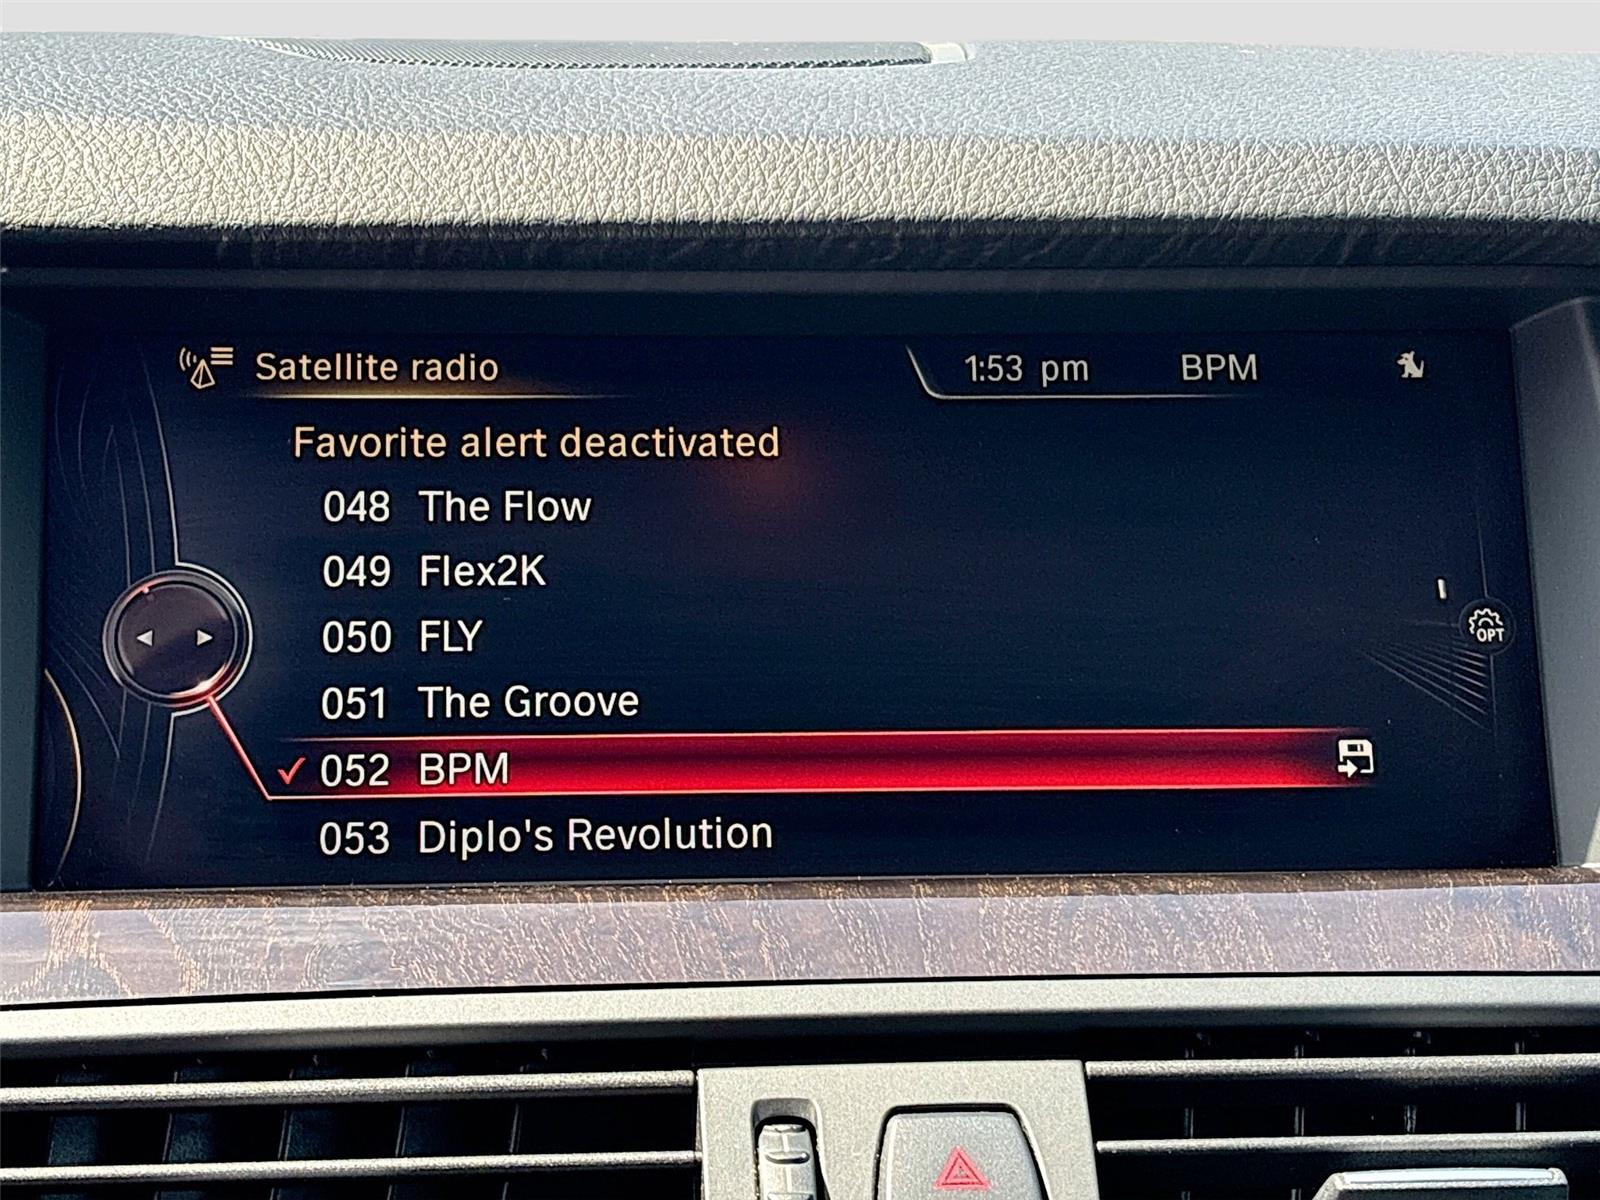 Satellite radio 1:53 pm BPM
Favorite alert deactivated
048 The Flow
049 Flex2K
050 FLY
051 The Groove
OPT
052 BPM
053 Diplo's Revolution